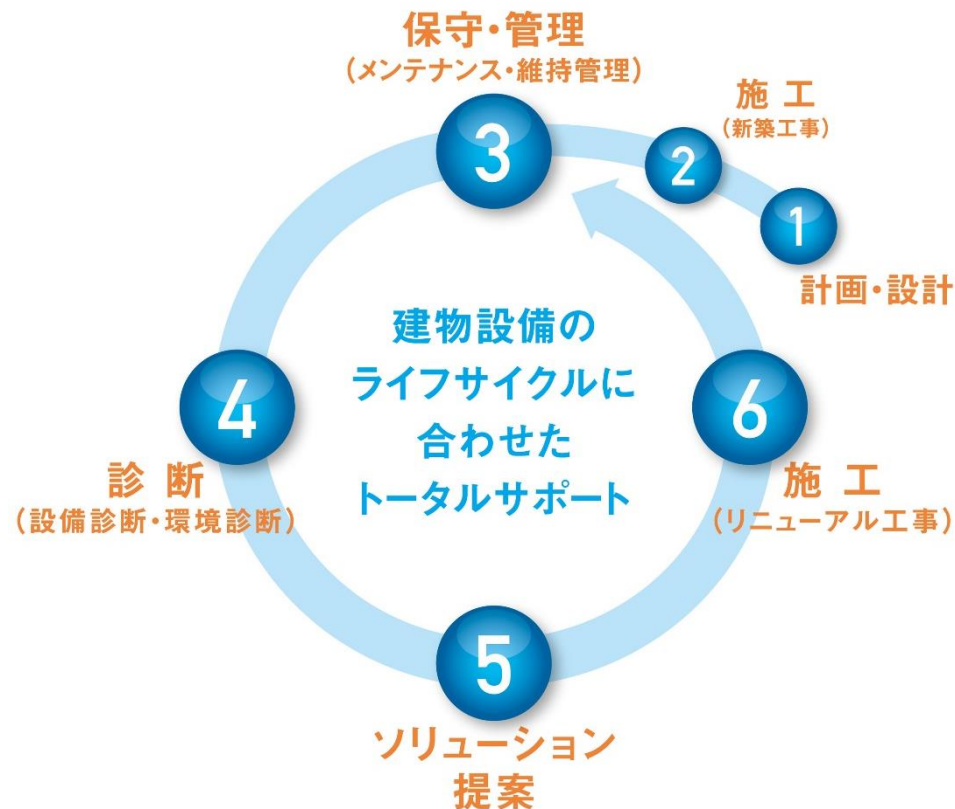 保守・管理
(メンテナンス・維持管理)
3
施工
(新築工事)
2
1
計画・設計
建物設備の
ライフサイクルに
合わせた
トータルサポート
4
診断
(設備診断・環境診断)
6
施工
(リニューアル工事)
5
ソリューション
提案